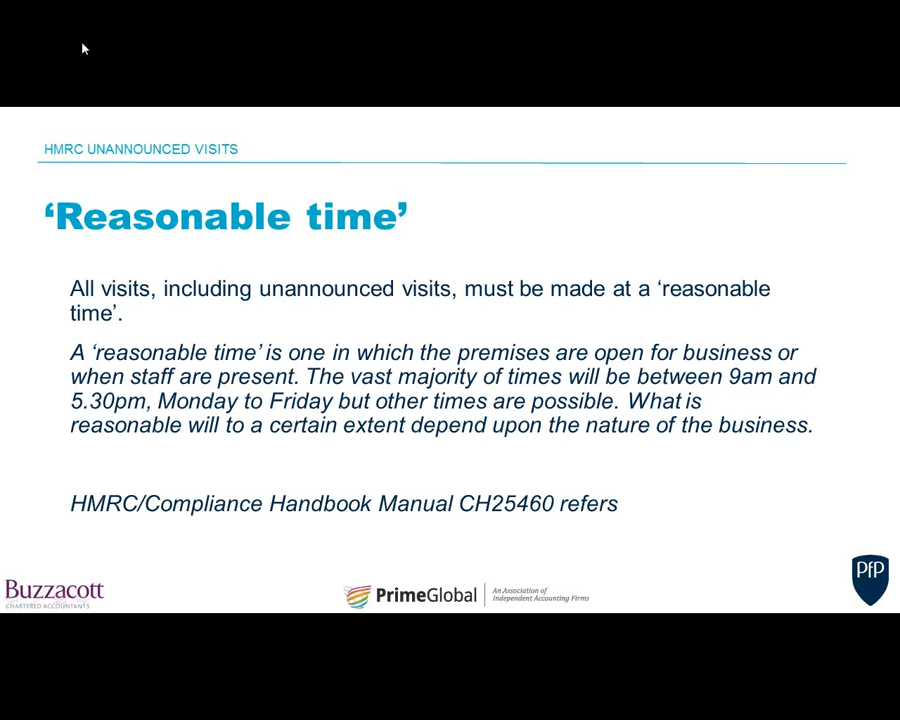 HMRC UNANNOUNCED VISITS
‘Reasonable time’
All visits, including unannounced visits, must be made at a ‘reasonable
time’.
A ‘reasonable time’ is one in which the premises are open for business or
when staff are present. The vast majority of times will be between 9am and
5.30pm, Monday to Friday but other times are possible. What is
reasonable will to a certain extent depend upon the nature of the business.
HMRC/Compliance Handbook Manual CH25460 refers
Buzzacott
CHARTERED ACCOUNTANTS
PrimeGlobal
An Association of
Independent Accounting Firms
PfP